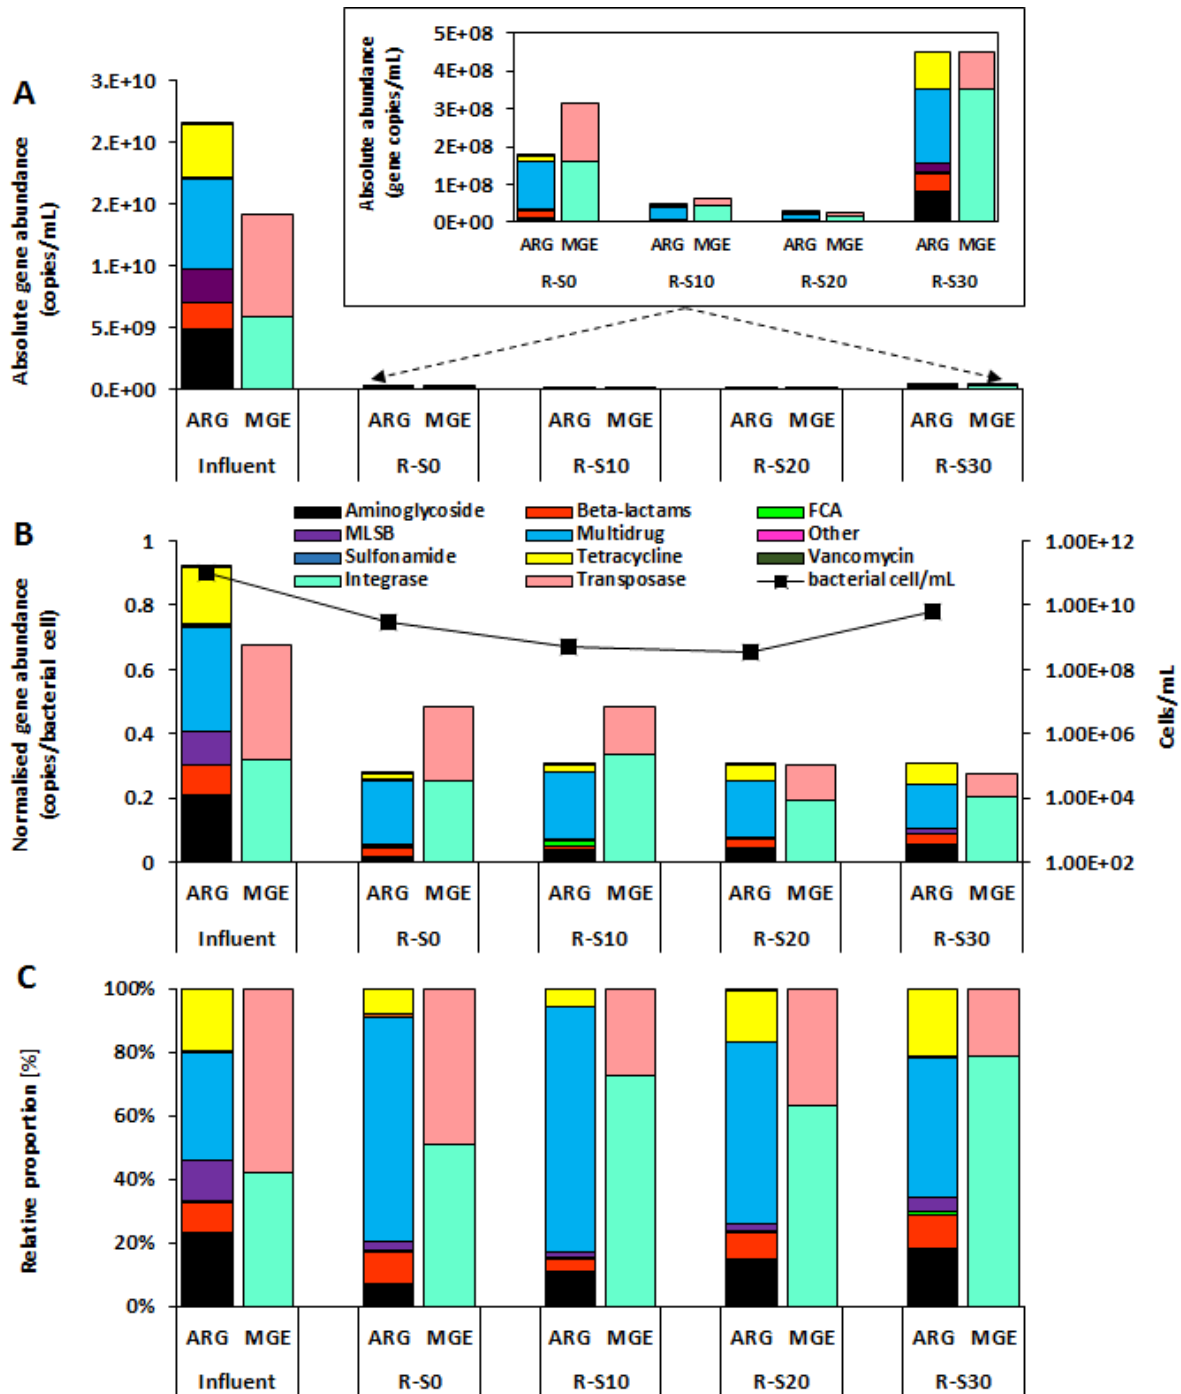 A
Absolute gene abundance
(copies/mL)
3.E+10
2.E+10
2.E+10
1.E+10
5.E+09
0.E+00
Absolute abundance
(gene copies/mL)
5E+08
4E+08
3E+08
2E+08
1E+08
0E+00
ARG MGE ARG MGE ARG MGE ARG MGE
R-S0 R-S10 R-S20 R-S30
ARG MGE ARG MGE ARG MGE ARG MGE ARG MGE
Influent R-S0 R-S10 R-S20 R-S30
Aminoglycoside Beta-lactams FCA
MLSB Multidrug Other
Sulfonamide Tetracycline Vancomycin
Integrase Transposase bacterial cell/mL
B
Normalised gene abundance
(copies/bacterial cell)
1
0.8
0.6
0.4
0.2
0
1.00E+12
1.00E+10
1.00E+08
1.00E+06
1.00E+04
1.00E+02
Cells/mL
ARG MGE ARG MGE ARG MGE ARG MGE ARG MGE
Influent R-S0 R-S10 R-S20 R-S30
C
Relative proportion [%]
100%
80%
60%
40%
20%
0%
ARG MGE ARG MGE ARG MGE ARG MGE ARG MGE
Influent R-S0 R-S10 R-S20 R-S30